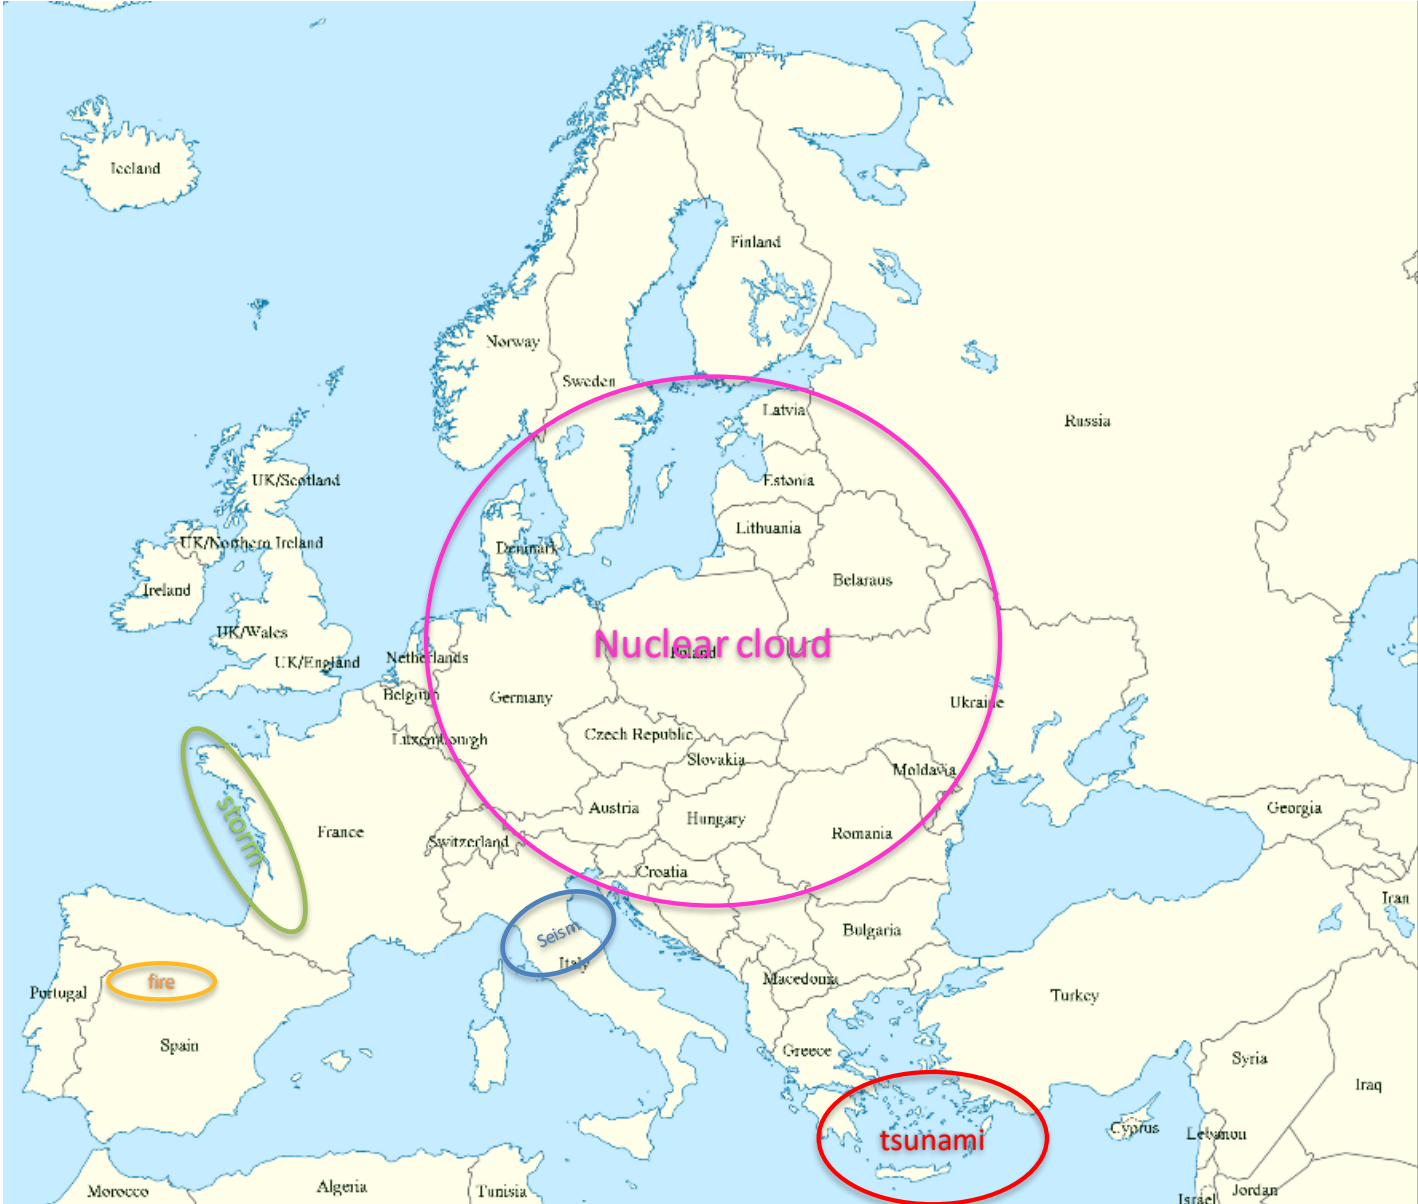 Iceland
Finland
Norway
Sweden
Latvia
Russia
UK/Scotland
Estonia
Lithuania
UK/Northern Ireland
Denmark
Belaraus
Ireland
UK/Wales
Nuclear cloud
Poland
UK/England
Netherlands
Belgium
Germany
Ukraine
Luxembourgh
Czech Republic
Slovakia
Moldavia
storm
Austria
Georgia
Hungary
France
Romania
Switzerland
Croatia
Iran
Seism
Bulgaria
Italy
fire
Macedonia
Portugal
Turkey
Spain
Greece
Syria
Iraq
Cyprus
Lebanon
tsunami
Morocco
Algeria
Tunisia
Jordan
Israel